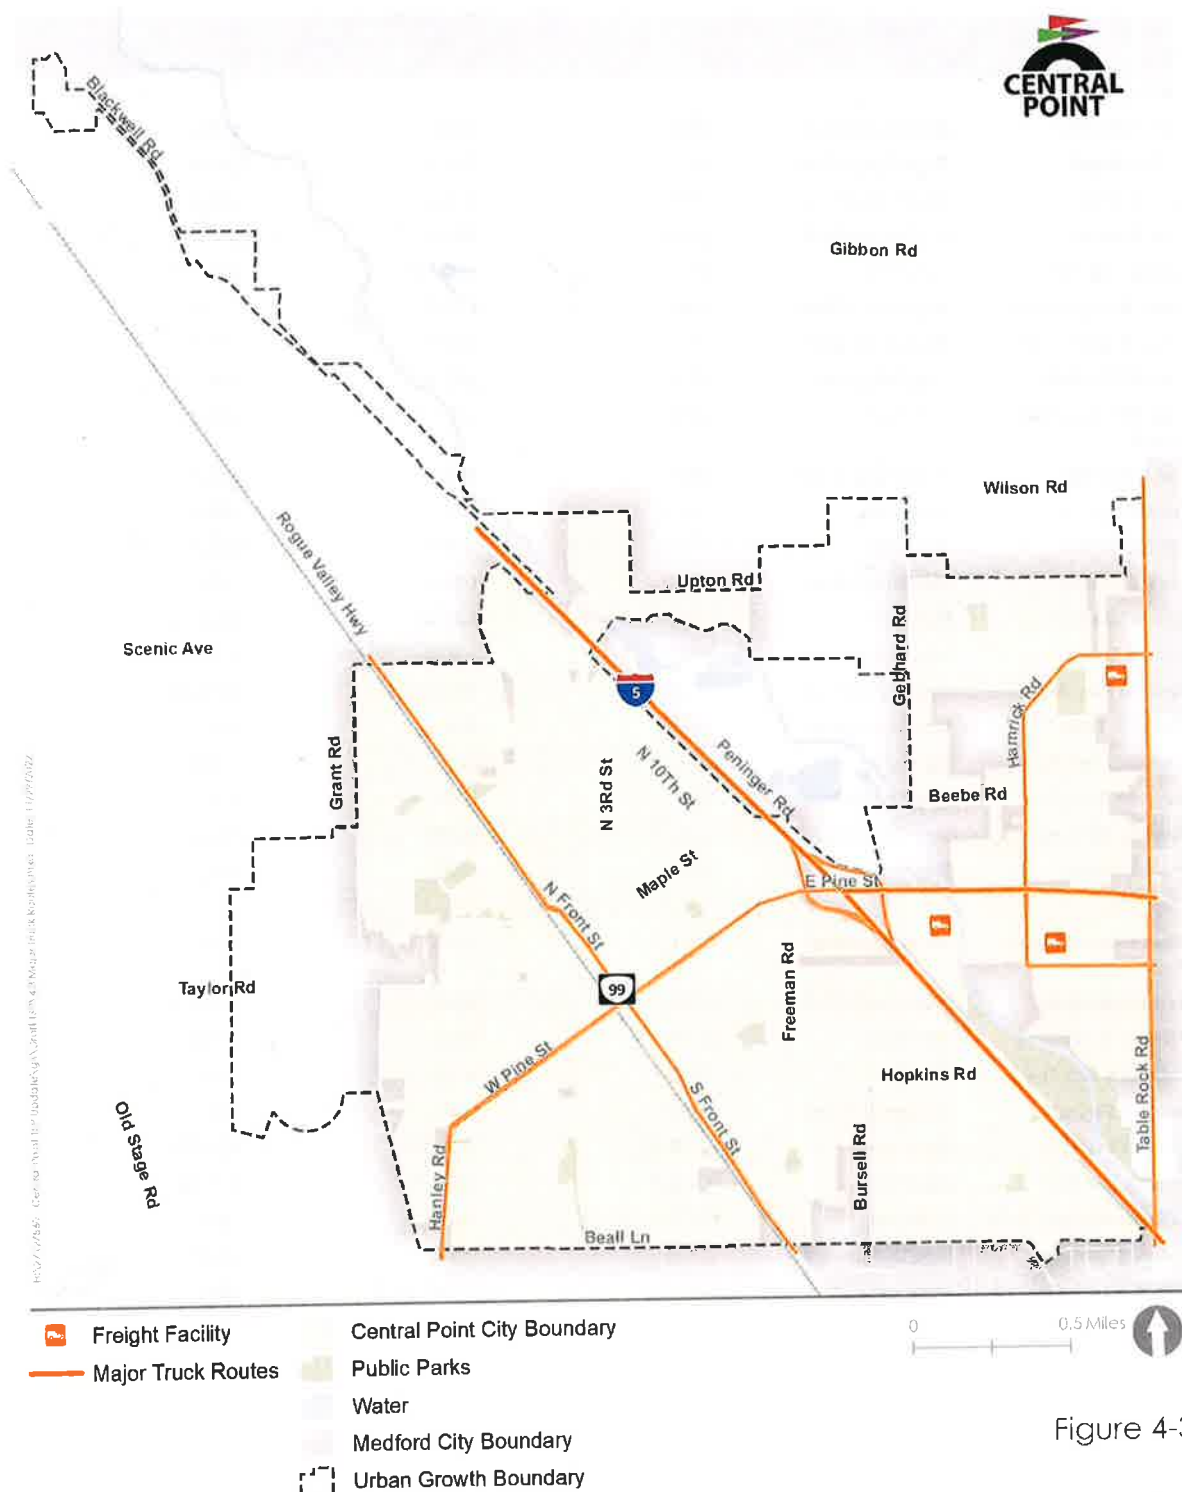 CENTRAL
POINT
Blackwell Rd
Gibbon Rd
Wilson Rd
Rogue Valley Hwy
Upton Rd
Scenic Ave
Gebhard Rd
5
Hamrick Rd
Grant Rd
N 3Rd St
N 10Th St
Peninger Rd
Beebe Rd
Maple St
E Pine St
N Front St
Freeman Rd
99
Taylor Rd
W Pine St
Hopkins Rd
Table Rock Rd
S Front St
Old Stage Rd
Bursell Rd
Hanley Rd
Beall Ln
Freight Facility
Major Truck Routes
Central Point City Boundary
Public Parks
Water
Medford City Boundary
Urban Growth Boundary
0
0.5 Miles
Figure 4-3